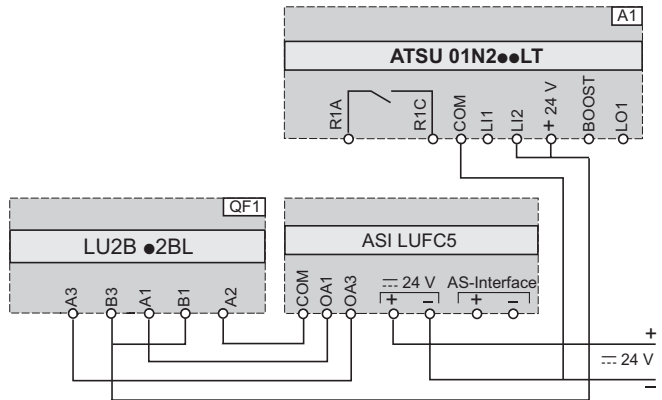 A1
ATSU 01N2●●LT
R1A
R1C
COM
LI1
LI2
+ 24 V
BOOST
LO1
QF1
LU2B ●2BL
A3
B3
A1
B1
A2
ASI LUFC5
COM
OA1
OA3
⎓ 24 V
+ –
AS-Interface
+ –
+
⎓ 24 V
–